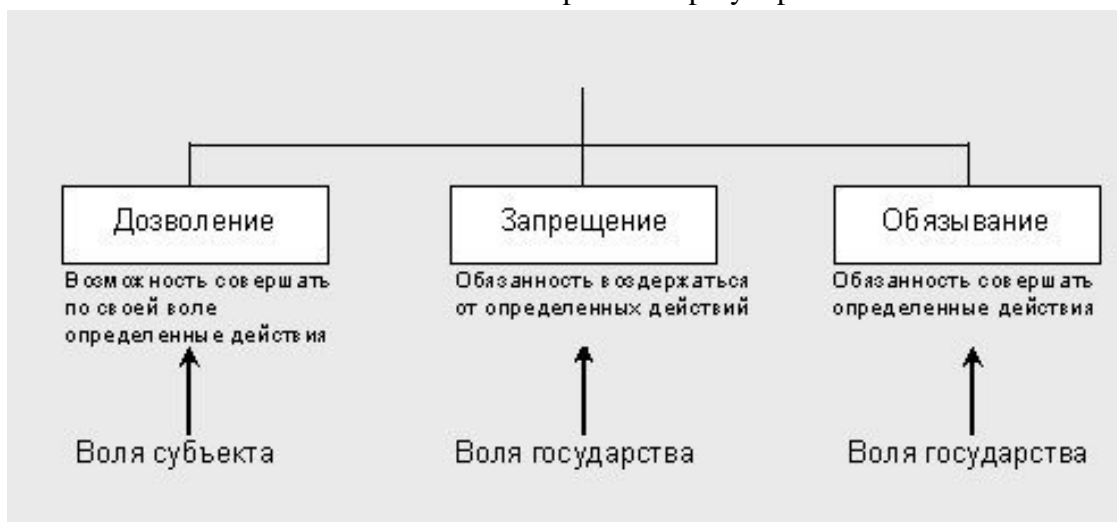 Дозволение
Запрещение
Обязывание
Возможность совершать
по своей воле
определенные действия
Обязанность воздержаться
от определенных действий
Обязанность совершать
определенные действия
Воля субъекта
Воля государства
Воля государства